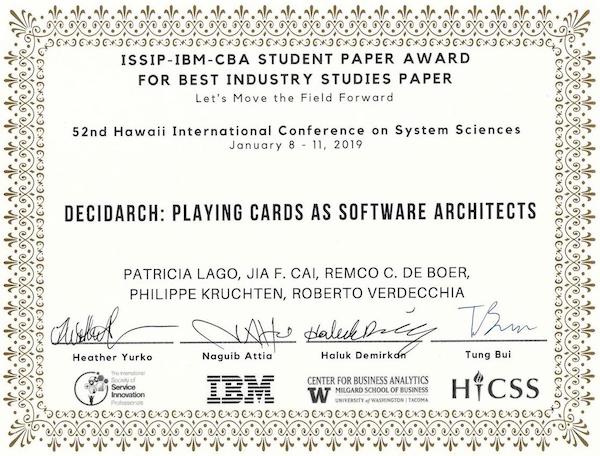 ISSIP-IBM-CBA STUDENT PAPER AWARD
FOR BEST INDUSTRY STUDIES PAPER
Let's Move the Field Forward
52nd Hawaii International Conference on System Sciences
January 8 - 11, 2019
DECIDARCH: PLAYING CARDS AS SOFTWARE ARCHITECTS
PATRICIA LAGO, JIA F. CAI, REMCO C. DE BOER,
PHILIPPE KRUCHTEN, ROBERTO VERDECCHIA
Heather Yurko
Naguib Attia
Haluk Demirkan
Tung Bui
The International
Society of
Service
Innovation
Professionals
IBM
CENTER FOR BUSINESS ANALYTICS
W MILGARD SCHOOL OF BUSINESS
UNIVERSITY of WASHINGTON | TACOMA
HICSS